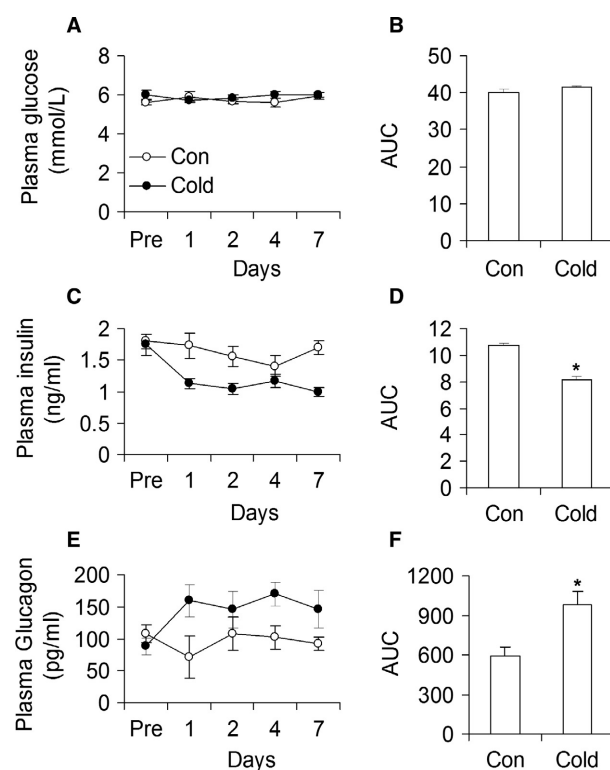 A
Plasma glucose
(mmol/L)
8
6
4
2
0
Con
Cold
Pre 1 2 4 7
Days
B
AUC
50
40
30
20
10
0
Con Cold
C
Plasma insulin
(ng/ml)
2
1.5
1
0.5
0
Pre 1 2 4 7
Days
D
AUC
12
10
8
6
4
2
0
*
Con Cold
E
Plasma Glucagon
(pg/ml)
200
150
100
50
0
Pre 1 2 4 7
Days
F
AUC
1200
900
600
300
0
*
Con Cold